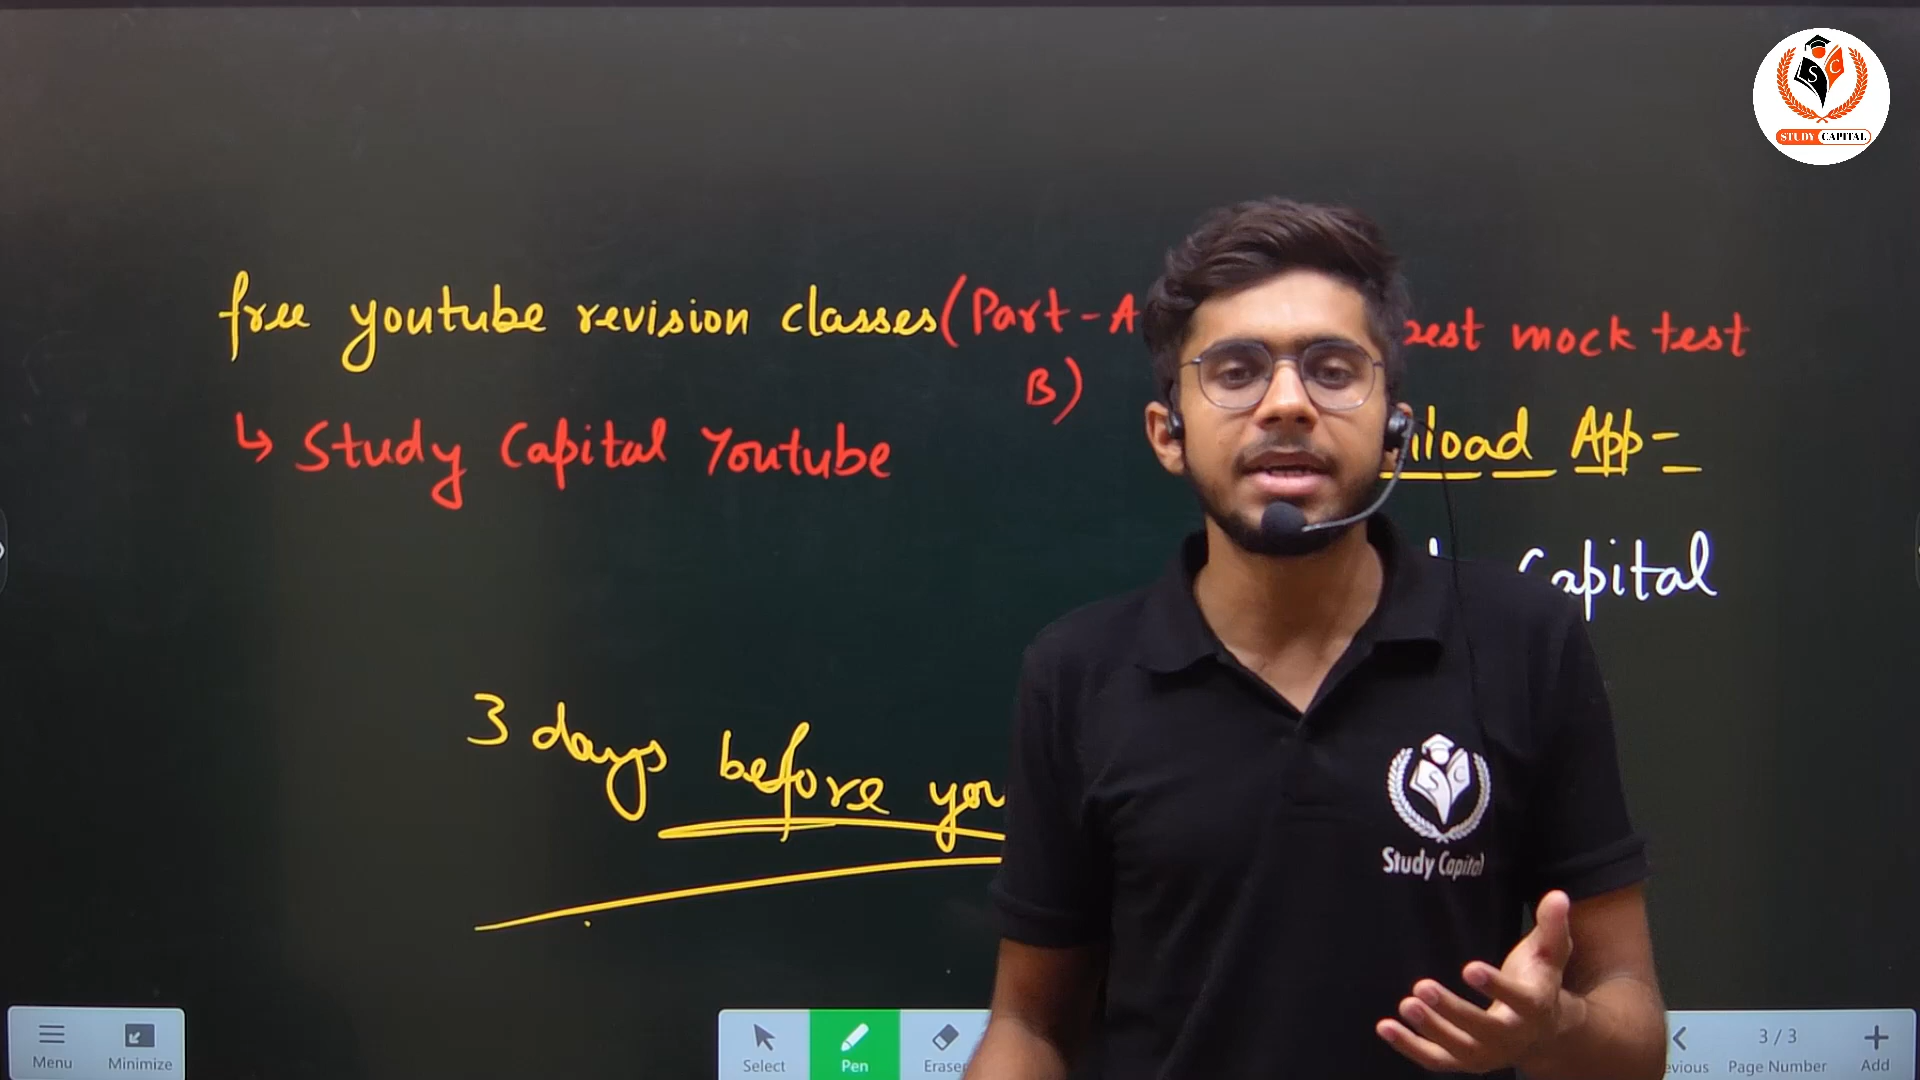 STUDY CAPITAL
free youtube revision classes (Part-A
B)
↳ Study Capital Youtube
mock test
App-
Capital
3 days before
Study Capital
Menu
Minimize
Select
Pen
3 / 3
Page Number
Add